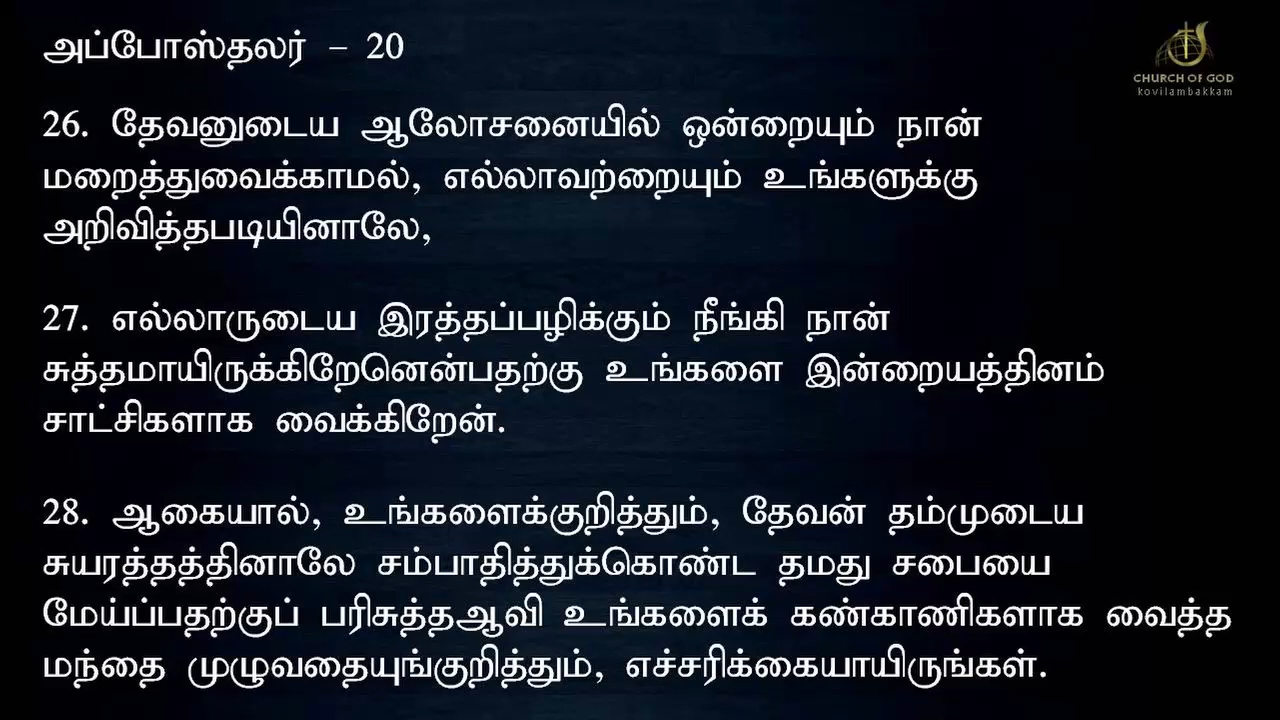 அப்போஸ்தலர் – 20
CHURCH OF GOD
kovilambakkam
26. தேவனுடைய ஆலோசனையில் ஒன்றையும் நான்
மறைத்துவைக்காமல், எல்லாவற்றையும் உங்களுக்கு
அறிவித்தபடியினாலே,
27. எல்லாருடைய இரத்தப்பழிக்கும் நீங்கி நான்
சுத்தமாயிருக்கிறேனென்பதற்கு உங்களை இன்றையத்தினம்
சாட்சிகளாக வைக்கிறேன்.
28. ஆகையால், உங்களைக்குறித்தும், தேவன் தம்முடைய
சுயரத்தத்தினாலே சம்பாதித்துக்கொண்ட தமது சபையை
மேய்ப்பதற்குப் பரிசுத்தஆவி உங்களைக் கண்காணிகளாக வைத்த
மந்தை முழுவதையுங்குறித்தும், எச்சரிக்கையாயிருங்கள்.